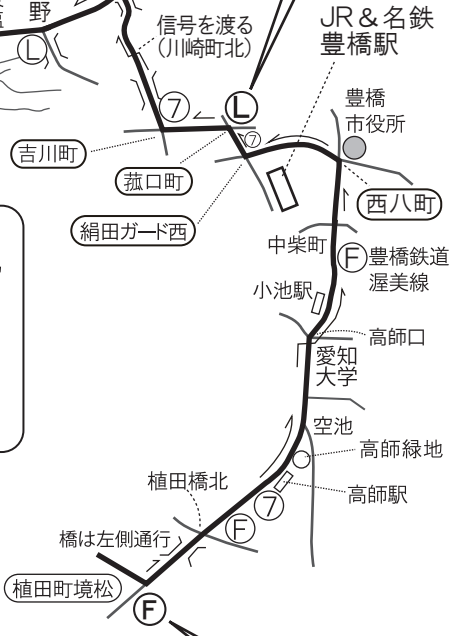 野
Ⓛ
信号を渡る
(川崎町北)
JR＆名鉄
豊橋駅
⑦
Ⓛ
⑦
豊橋
市役所
吉川町
菰口町
西八町
絹田ガード西
中柴町
Ⓕ
豊橋鉄道
渥美線
小池駅
高師口
愛知
大学
空池
高師緑地
植田橋北
高師駅
⑦
Ⓕ
橋は左側通行
植田町境松
Ⓕ